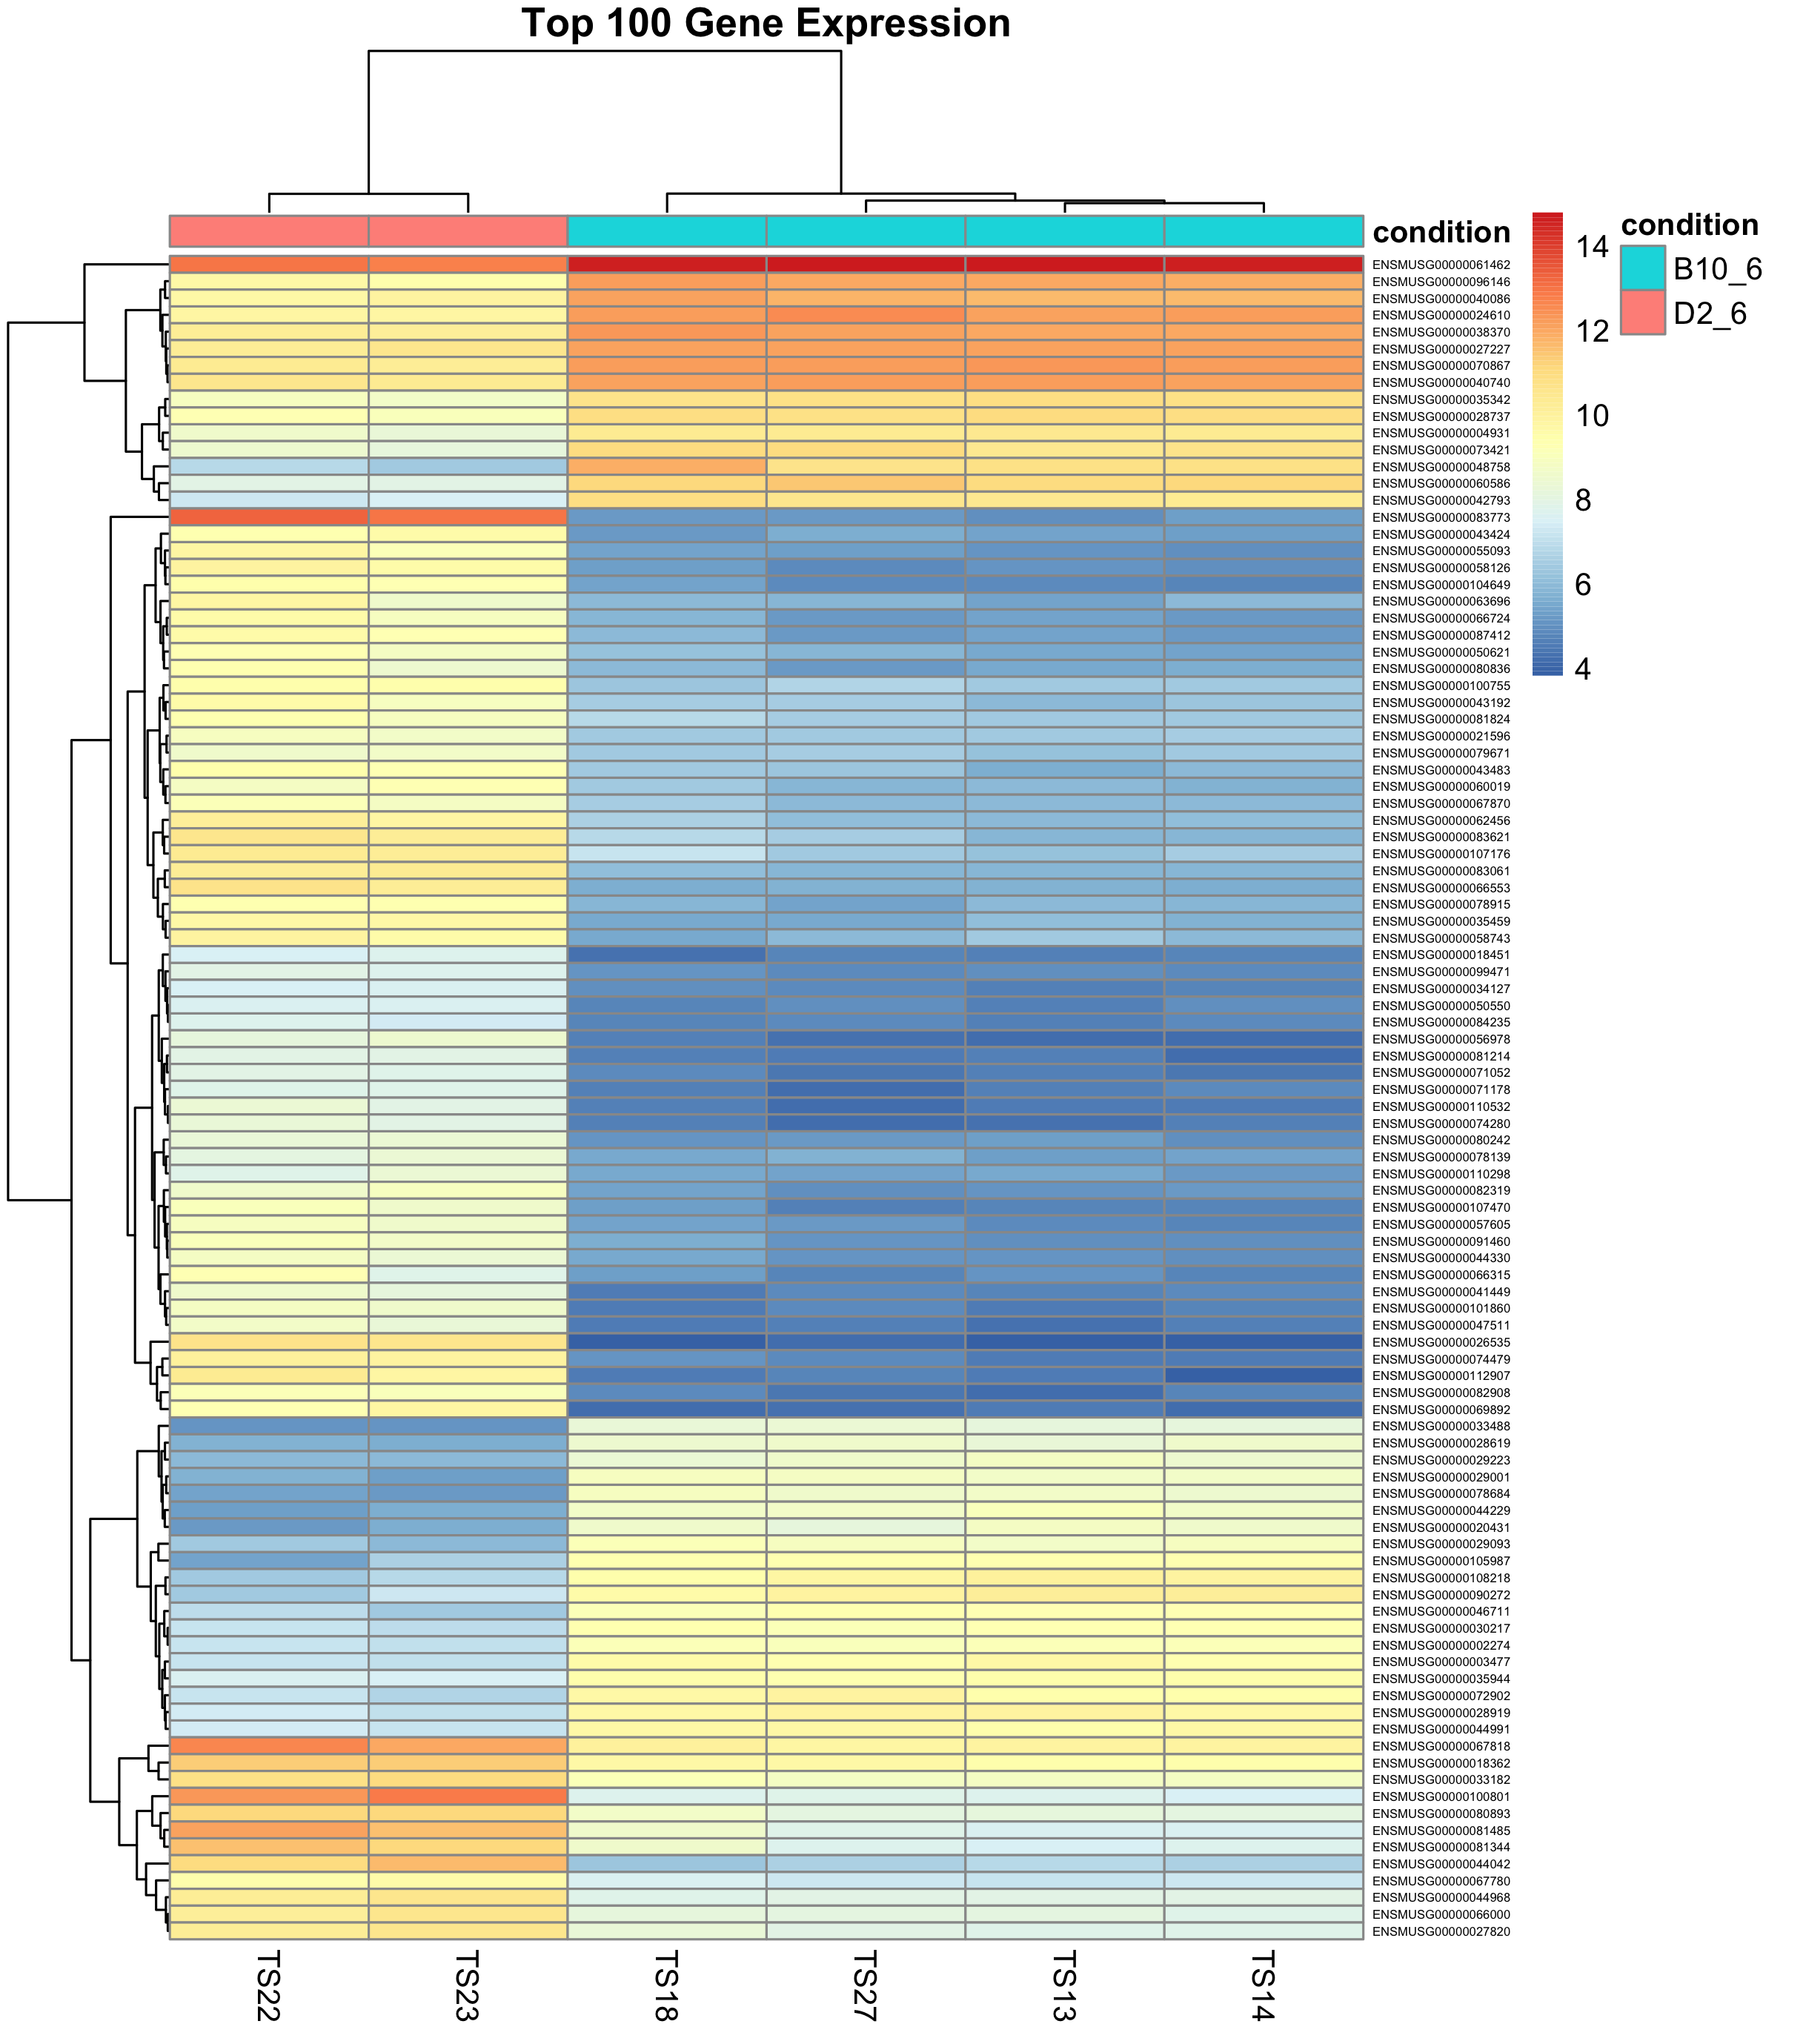 Top 100 Gene Expression
condition
ENSMUSG00000061462
ENSMUSG00000096146
ENSMUSG00000040086
ENSMUSG00000024610
ENSMUSG00000038370
ENSMUSG00000027227
ENSMUSG00000070867
ENSMUSG00000040740
ENSMUSG00000035342
ENSMUSG00000028737
ENSMUSG00000004931
ENSMUSG00000073421
ENSMUSG00000048758
ENSMUSG00000060586
ENSMUSG00000042793
ENSMUSG00000083773
ENSMUSG00000043424
ENSMUSG00000055093
ENSMUSG00000058126
ENSMUSG00000104649
ENSMUSG00000063696
ENSMUSG00000066724
ENSMUSG00000087412
ENSMUSG00000050621
ENSMUSG00000080836
ENSMUSG00000100755
ENSMUSG00000043192
ENSMUSG00000081824
ENSMUSG00000021596
ENSMUSG00000079671
ENSMUSG00000043483
ENSMUSG00000060019
ENSMUSG00000067870
ENSMUSG00000062456
ENSMUSG00000083621
ENSMUSG00000107176
ENSMUSG00000083061
ENSMUSG00000066553
ENSMUSG00000078915
ENSMUSG00000035459
ENSMUSG00000058743
ENSMUSG00000018451
ENSMUSG00000099471
ENSMUSG00000034127
ENSMUSG00000050550
ENSMUSG00000084235
ENSMUSG00000056978
ENSMUSG00000081214
ENSMUSG00000071052
ENSMUSG00000071178
ENSMUSG00000110532
ENSMUSG00000074280
ENSMUSG00000080242
ENSMUSG00000078139
ENSMUSG00000110298
ENSMUSG00000082319
ENSMUSG00000107470
ENSMUSG00000057605
ENSMUSG00000091460
ENSMUSG00000044330
ENSMUSG00000066315
ENSMUSG00000041449
ENSMUSG00000101860
ENSMUSG00000047511
ENSMUSG00000026535
ENSMUSG00000074479
ENSMUSG00000112907
ENSMUSG00000082908
ENSMUSG00000069892
ENSMUSG00000033488
ENSMUSG00000028619
ENSMUSG00000029223
ENSMUSG00000029001
ENSMUSG00000078684
ENSMUSG00000044229
ENSMUSG00000020431
ENSMUSG00000029093
ENSMUSG00000105987
ENSMUSG00000108218
ENSMUSG00000090272
ENSMUSG00000046711
ENSMUSG00000030217
ENSMUSG00000002274
ENSMUSG00000003477
ENSMUSG00000035944
ENSMUSG00000072902
ENSMUSG00000028919
ENSMUSG00000044991
ENSMUSG00000067818
ENSMUSG00000018362
ENSMUSG00000033182
ENSMUSG00000100801
ENSMUSG00000080893
ENSMUSG00000081485
ENSMUSG00000081344
ENSMUSG00000044042
ENSMUSG00000067780
ENSMUSG00000044968
ENSMUSG00000066000
ENSMUSG00000027820
14
12
10
8
6
4
condition
B10_6
D2_6
TS22
TS23
TS18
TS27
TS13
TS14